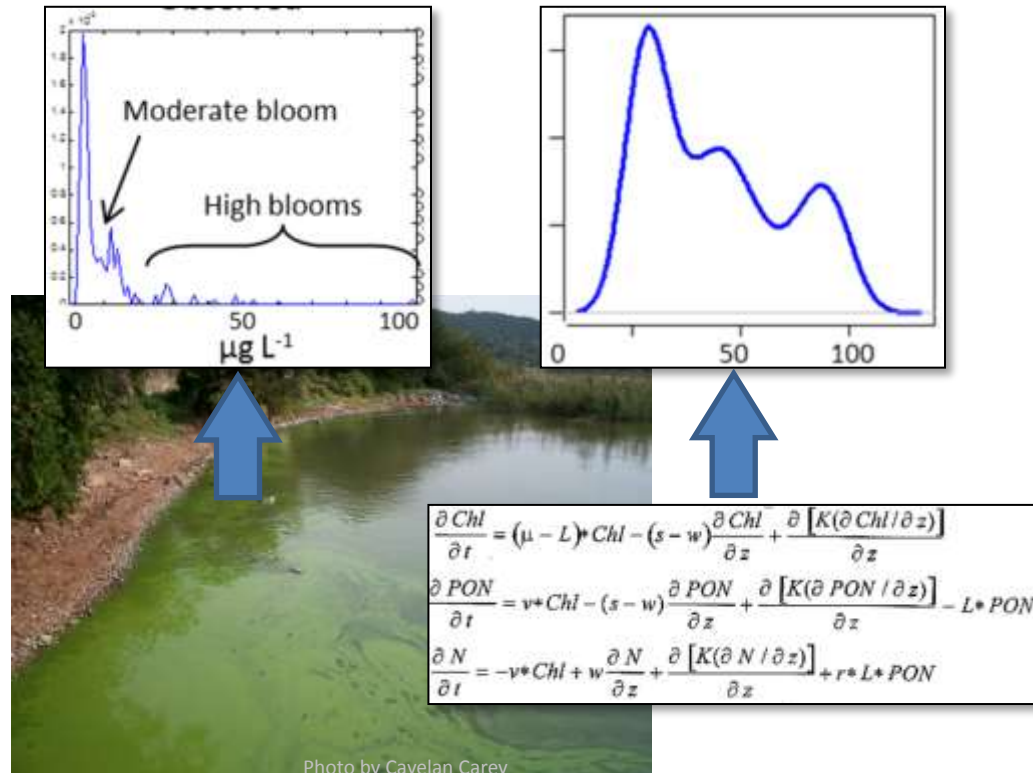 Moderate bloom
High blooms
0 50 100
µg L⁻¹
0 50 100
∂ Chl / ∂ t = (μ − L)* Chl − (s − w) ∂ Chl / ∂ z + ∂ [K(∂ Chl / ∂ z)] / ∂ z
∂ PON / ∂ t = v* Chl − (s − w) ∂ PON / ∂ z + ∂ [K(∂ PON / ∂ z)] / ∂ z − L* PON
∂ N / ∂ t = −v* Chl + w ∂ N / ∂ z + ∂ [K(∂ N / ∂ z)] / ∂ z + r* L* PON
Photo by Cayelan Carey